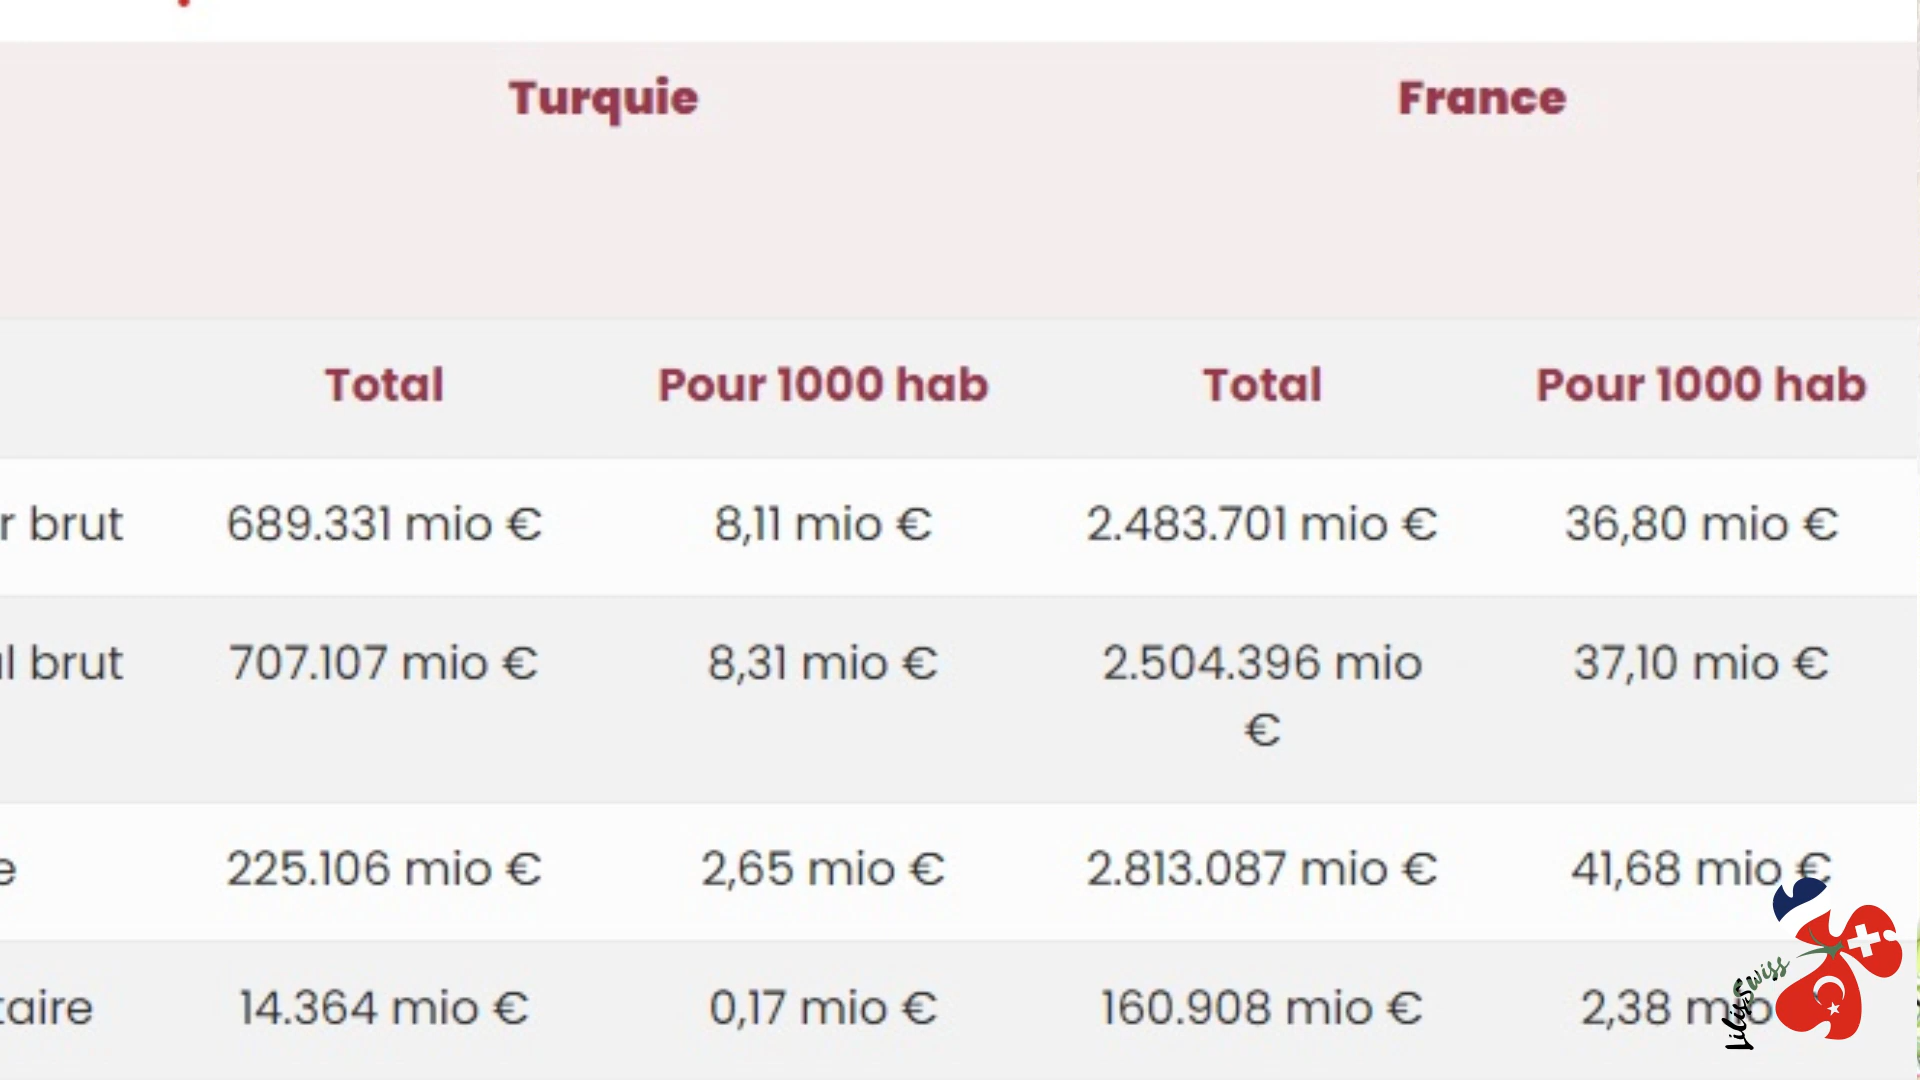 Turquie France
Total Pour 1000 hab Total Pour 1000 hab
r brut 689.331 mio € 8,11 mio € 2.483.701 mio € 36,80 mio €
l brut 707.107 mio € 8,31 mio € 2.504.396 mio 37,10 mio €
€
e 225.106 mio € 2,65 mio € 2.813.087 mio € 41,68 mio €
taire 14.364 mio € 0,17 mio € 160.908 mio € 2,38 mio
LilisSwiss